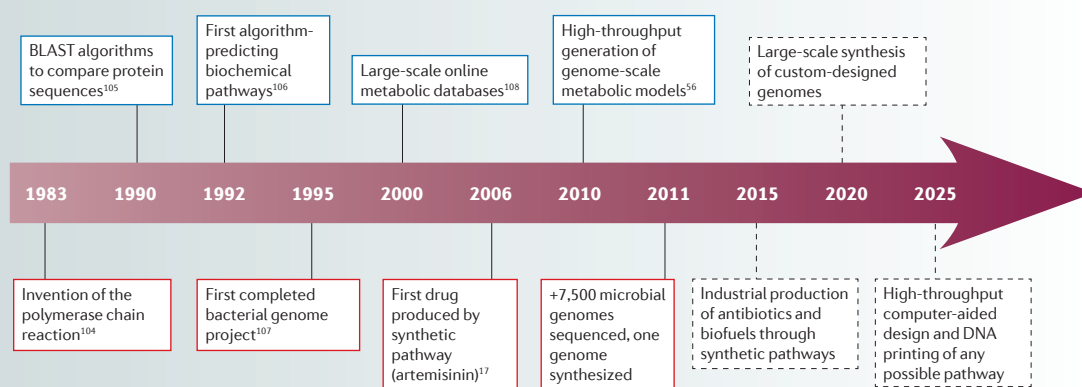 BLAST algorithms
to compare protein
sequences¹⁰⁵
First algorithm-
predicting
biochemical
pathways¹⁰⁶
Large-scale online
metabolic databases¹⁰⁸
High-throughput
generation of
genome-scale
metabolic models⁵⁶
Large-scale synthesis
of custom-designed
genomes
1983 1990 1992 1995 2000 2006 2010 2011 2015 2020 2025
Invention of the
polymerase chain
reaction¹⁰⁴
First completed
bacterial genome
project¹⁰⁷
First drug
produced by
synthetic
pathway
(artemisinin)¹⁷
+7,500 microbial
genomes
sequenced, one
genome
synthesized
Industrial production
of antibiotics and
biofuels through
synthetic pathways
High-throughput
computer-aided
design and DNA
printing of any
possible pathway